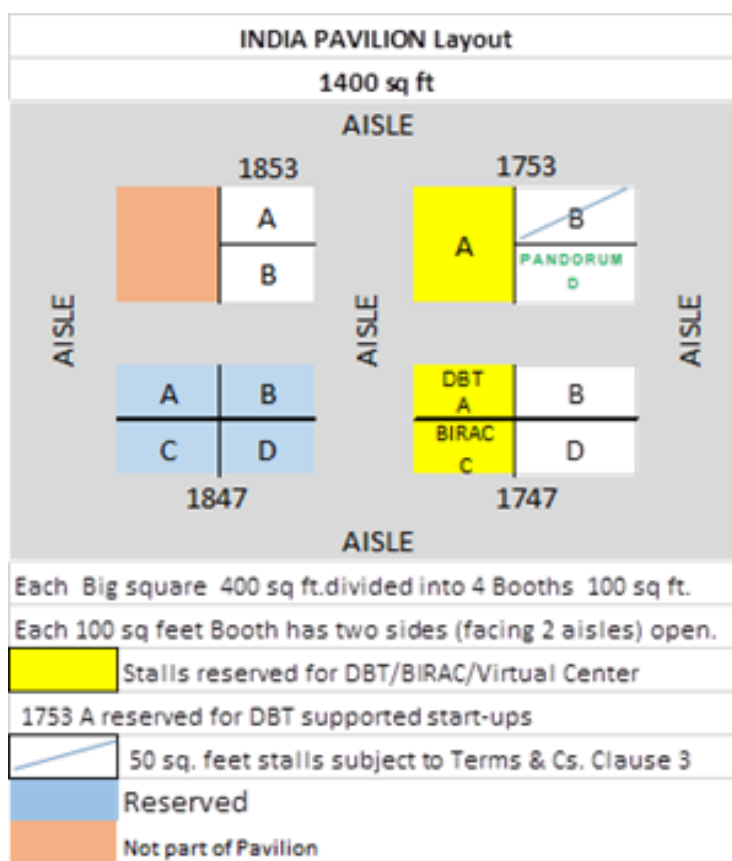 INDIA PAVILION Layout
1400 sq ft
AISLE
1853 1753
A A B
B PANDORUM
D
AISLE AISLE AISLE
A B DBT A B
C D BIRAC C D
1847 1747
AISLE
Each Big square 400 sq ft.divided into 4 Booths 100 sq ft.
Each 100 sq feet Booth has two sides (facing 2 aisles) open.
Stalls reserved for DBT/BIRAC/Virtual Center
1753 A reserved for DBT supported start-ups
50 sq. feet stalls subject to Terms & Cs. Clause 3
Reserved
Not part of Pavilion